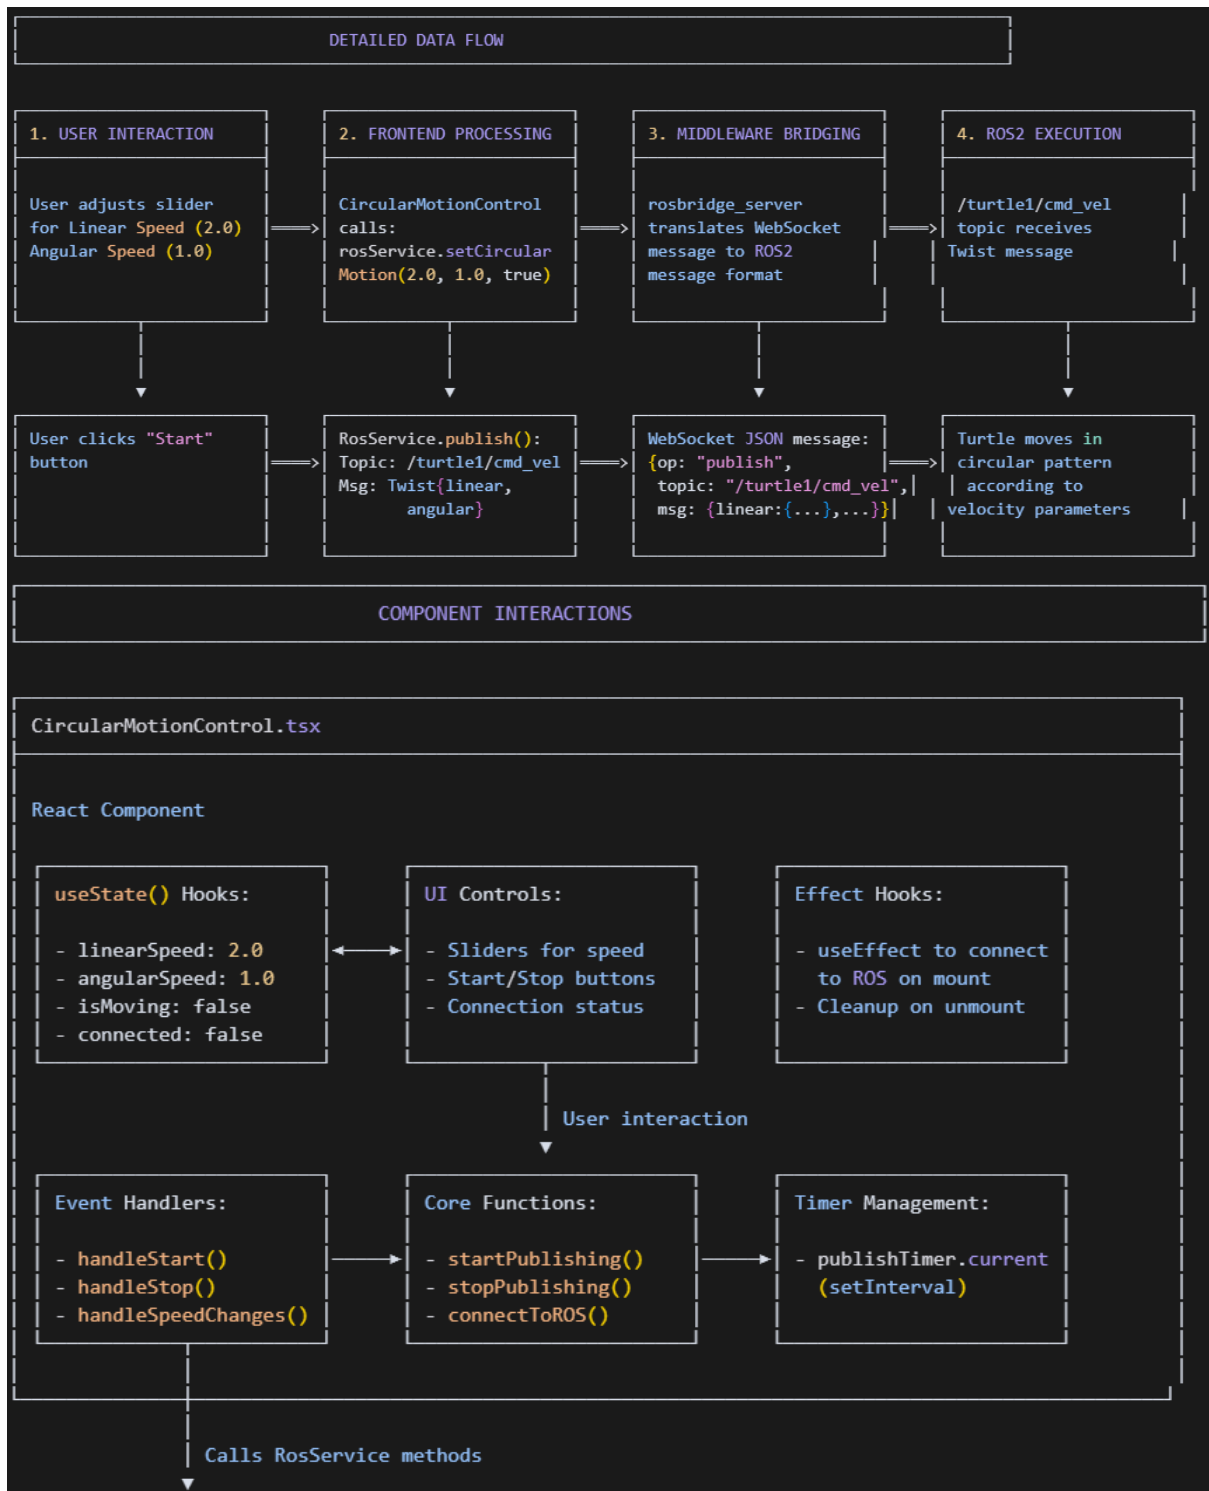 DETAILED DATA FLOW
1. USER INTERACTION
User adjusts slider
for Linear Speed (2.0)
Angular Speed (1.0)
2. FRONTEND PROCESSING
CircularMotionControl
calls:
rosService.setCircular
Motion(2.0, 1.0, true)
3. MIDDLEWARE BRIDGING
rosbridge_server
translates WebSocket
message to ROS2
message format
4. ROS2 EXECUTION
/turtle1/cmd_vel
topic receives
Twist message
User clicks "Start"
button
RosService.publish():
Topic: /turtle1/cmd_vel
Msg: Twist{linear,
angular}
WebSocket JSON message:
{op: "publish",
topic: "/turtle1/cmd_vel",
msg: {linear:{...},...}}
Turtle moves in
circular pattern
according to
velocity parameters
COMPONENT INTERACTIONS
CircularMotionControl.tsx
React Component
useState() Hooks:
- linearSpeed: 2.0
- angularSpeed: 1.0
- isMoving: false
- connected: false
UI Controls:
- Sliders for speed
- Start/Stop buttons
- Connection status
Effect Hooks:
- useEffect to connect
to ROS on mount
- Cleanup on unmount
User interaction
Event Handlers:
- handleStart()
- handleStop()
- handleSpeedChanges()
Core Functions:
- startPublishing()
- stopPublishing()
- connectToROS()
Timer Management:
- publishTimer.current
(setInterval)
Calls RosService methods